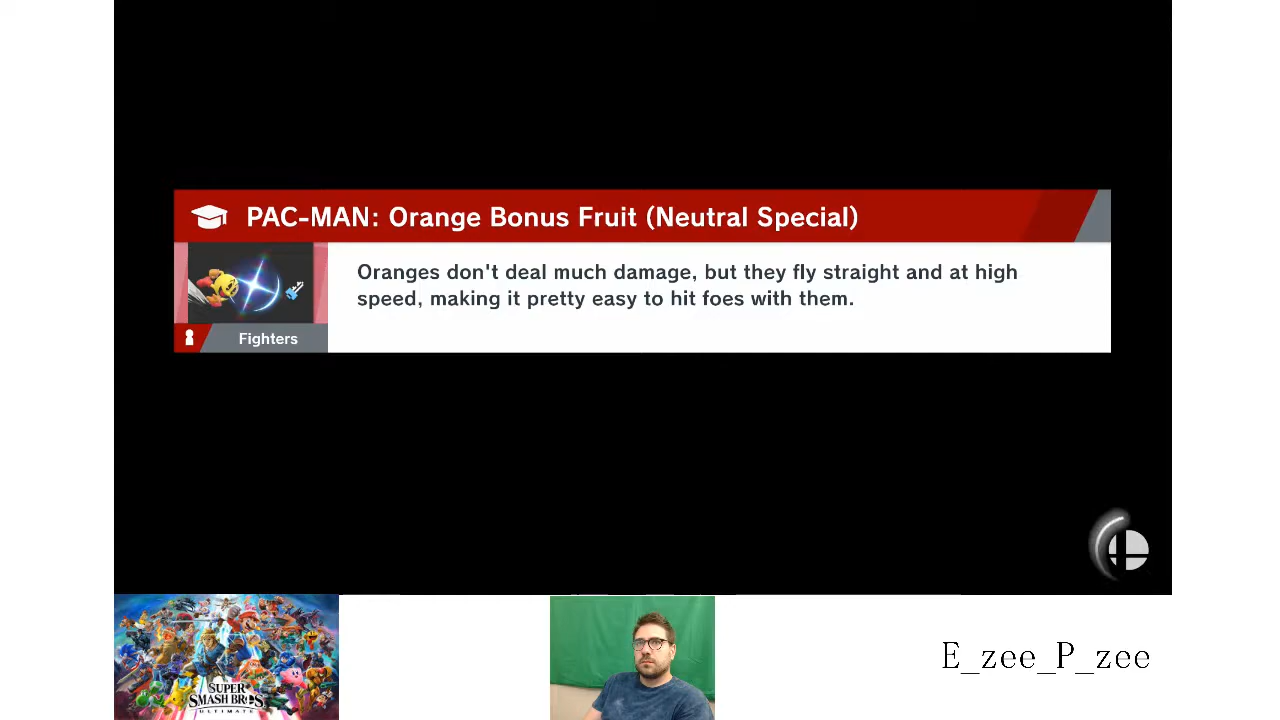 PAC-MAN: Orange Bonus Fruit (Neutral Special)
Oranges don't deal much damage, but they fly straight and at high
speed, making it pretty easy to hit foes with them.
Fighters
SUPER
SMASH BROS
ULTIMATE
E_zee_P_zee